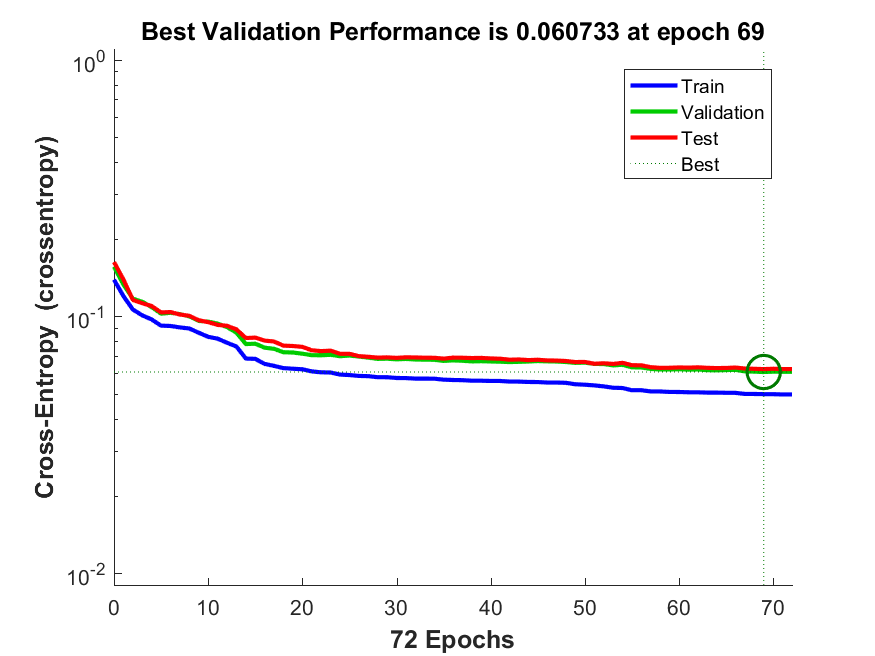 Best Validation Performance is 0.060733 at epoch 69
10^0
10^-1
10^-2
Cross-Entropy  (crossentropy)
Train
Validation
Test
Best
0 10 20 30 40 50 60 70
72 Epochs